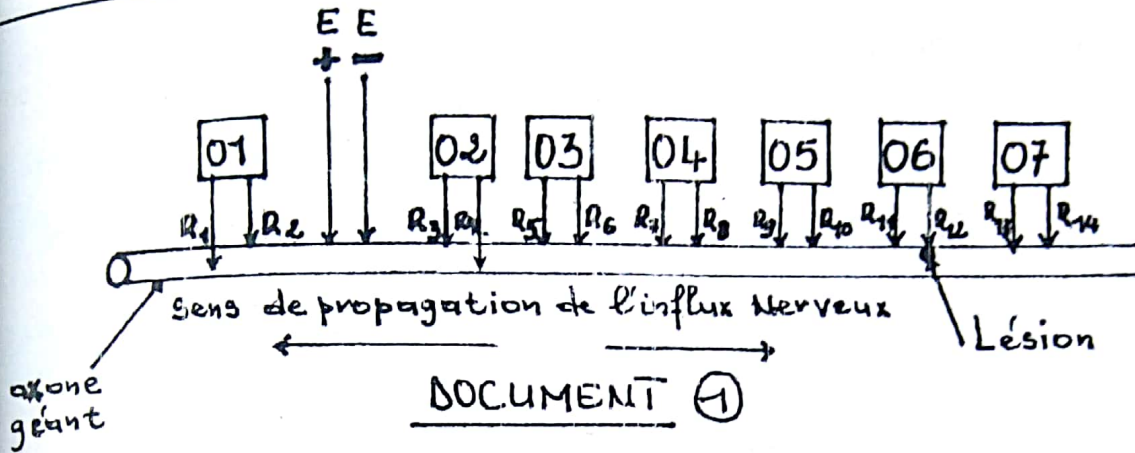 E E
+ −
01 02 03 04 05 06 07
R1 R2 R3 R4 R5 R6 R7 R8 R9 R10 R11 R12 R13 R14
Sens de propagation de l'influx Nerveux
Lésion
axone
géant
DOCUMENT 1